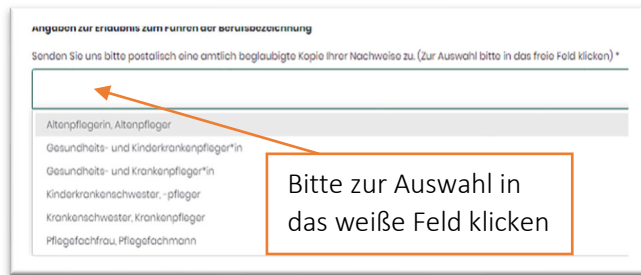 Angaben zur Erlaubnis zum Führen der Berufsbezeichnung
Senden Sie uns bitte postalisch eine amtlich beglaubigte Kopie Ihrer Nachweise zu. (Zur Auswahl bitte in das freie Feld klicken) *
Altenpflegerin, Altenpfleger
Gesundheits- und Kinderkrankenpfleger*in
Gesundheits- und Krankenpfleger*in
Kinderkrankenschwester, -pfleger
Krankenschwester, Krankenpfleger
Pflegefachfrau, Pflegefachmann
Bitte zur Auswahl in
das weiße Feld klicken